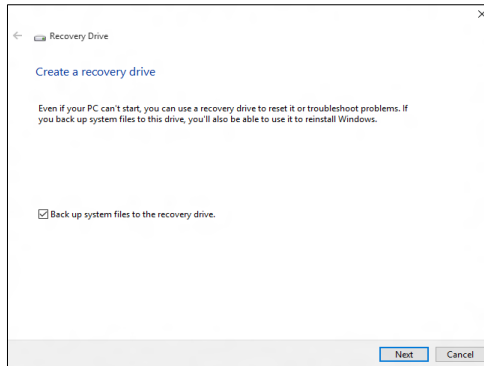 Recovery Drive
Create a recovery drive
Even if your PC can't start, you can use a recovery drive to reset it or troubleshoot problems. If
you back up system files to this drive, you'll also be able to use it to reinstall Windows.
Back up system files to the recovery drive.
Next Cancel